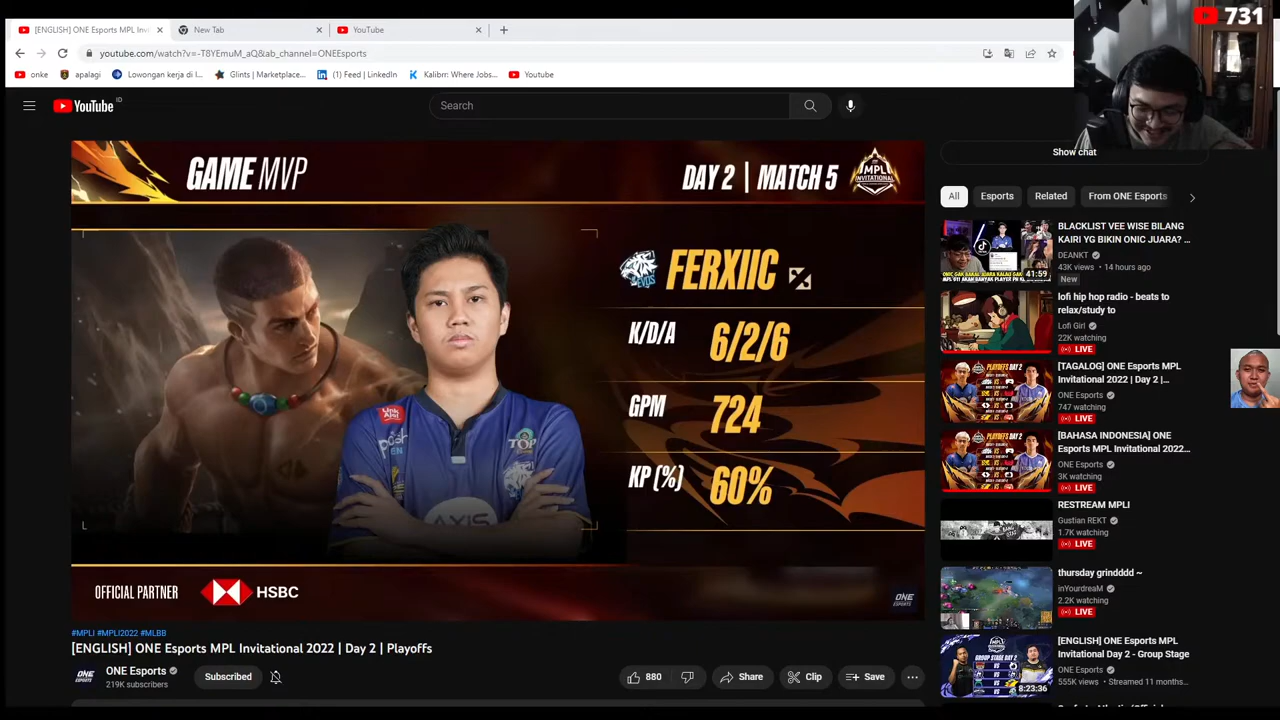 [ENGLISH] ONE Esports MPL Inv
New Tab
YouTube
731
youtube.com/watch?v=-T8YEmuM_aQ&ab_channel=ONEEsports
onke
apalagi
Lowongan kerja di I...
Glints | Marketplace...
(1) Feed | LinkedIn
Kalibrr: Where Jobs...
Youtube
YouTube ID
Search
Show chat
GAME MVP
DAY 2 | MATCH 5
MPL
INVITATIONAL
EVOS
FERXIIC
K/D/A 6/2/6
GPM 724
KP (%) 60%
TOP
AXIS
OFFICIAL PARTNER
HSBC
ONE
ESPORTS
#MPLI #MPLI2022 #MLBB
[ENGLISH] ONE Esports MPL Invitational 2022 | Day 2 | Playoffs
ONE Esports
219K subscribers
Subscribed
880
Share
Clip
Save
All
Esports
Related
From ONE Esports
BLACKLIST VEE WISE BILANG
KAIRI YG BIKIN ONIC JUARA? ...
DEANKT
43K views • 14 hours ago
New
41:59
lofi hip hop radio - beats to
relax/study to
Lofi Girl
22K watching
LIVE
[TAGALOG] ONE Esports MPL
Invitational 2022 | Day 2 |...
ONE Esports
747 watching
LIVE
[BAHASA INDONESIA] ONE
Esports MPL Invitational 2022...
ONE Esports
3K watching
LIVE
RESTREAM MPLI
Gustian REKT
1.7K watching
LIVE
thursday grindddd ~
inYourdreaM
2.2K watching
LIVE
[ENGLISH] ONE Esports MPL
Invitational Day 2 - Group Stage
ONE Esports
555K views • Streamed 11 months...
8:23:36